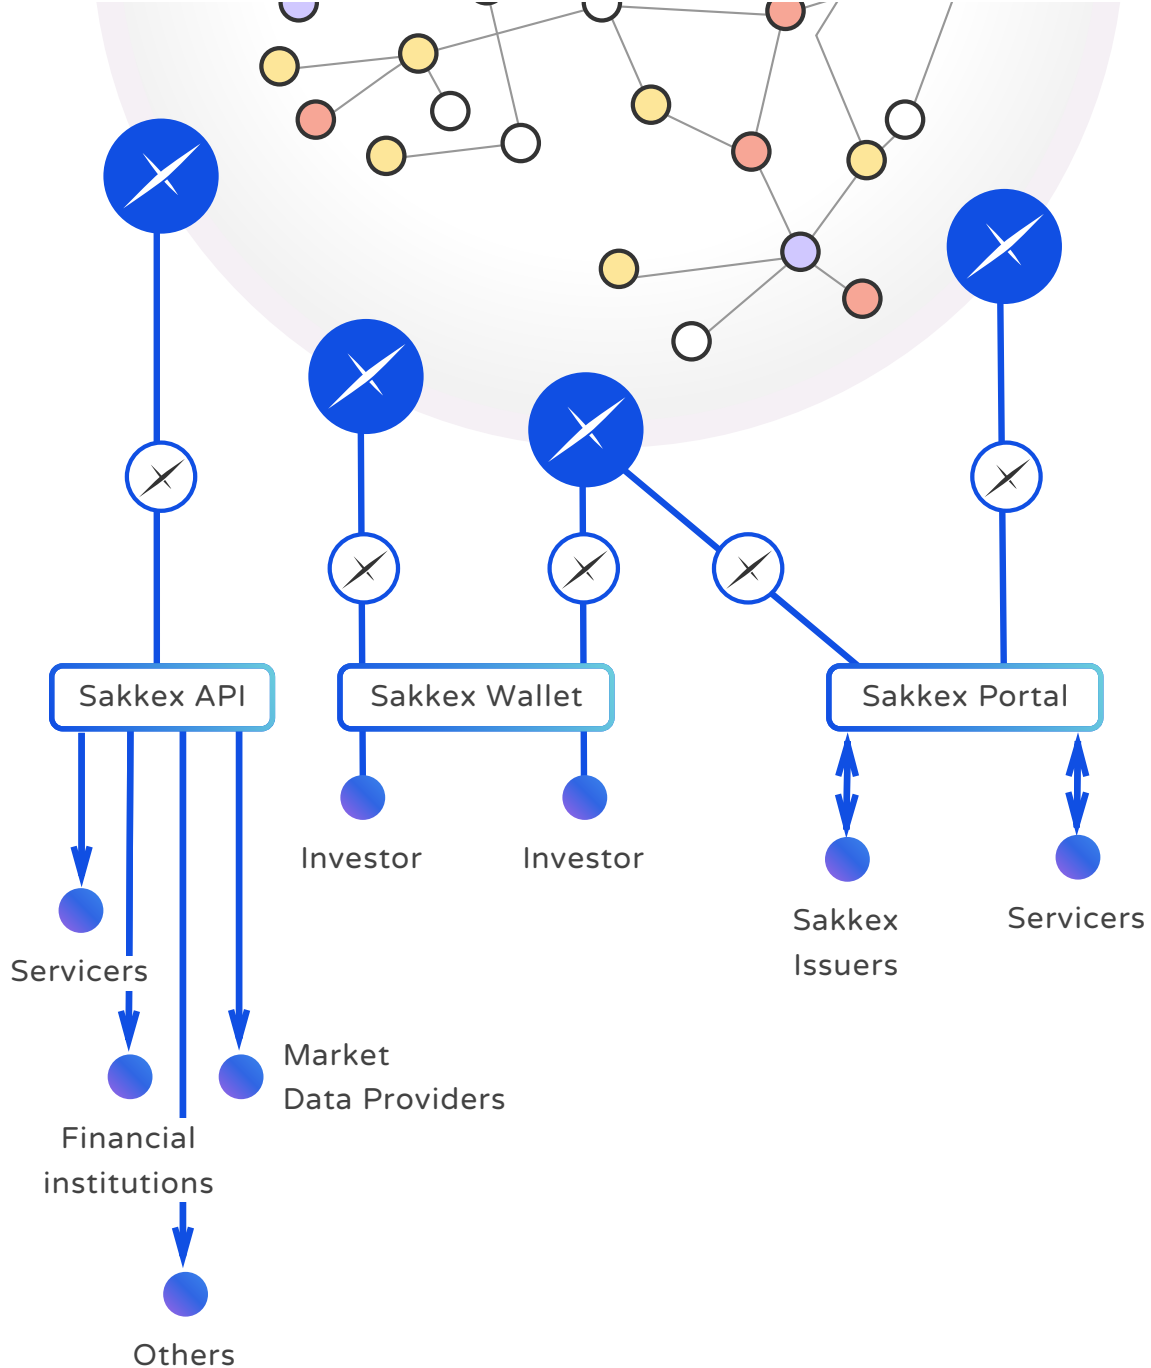 Sakkex API
Sakkex Wallet
Sakkex Portal
Investor
Investor
Sakkex
Issuers
Servicers
Servicers
Market
Data Providers
Financial
institutions
Others